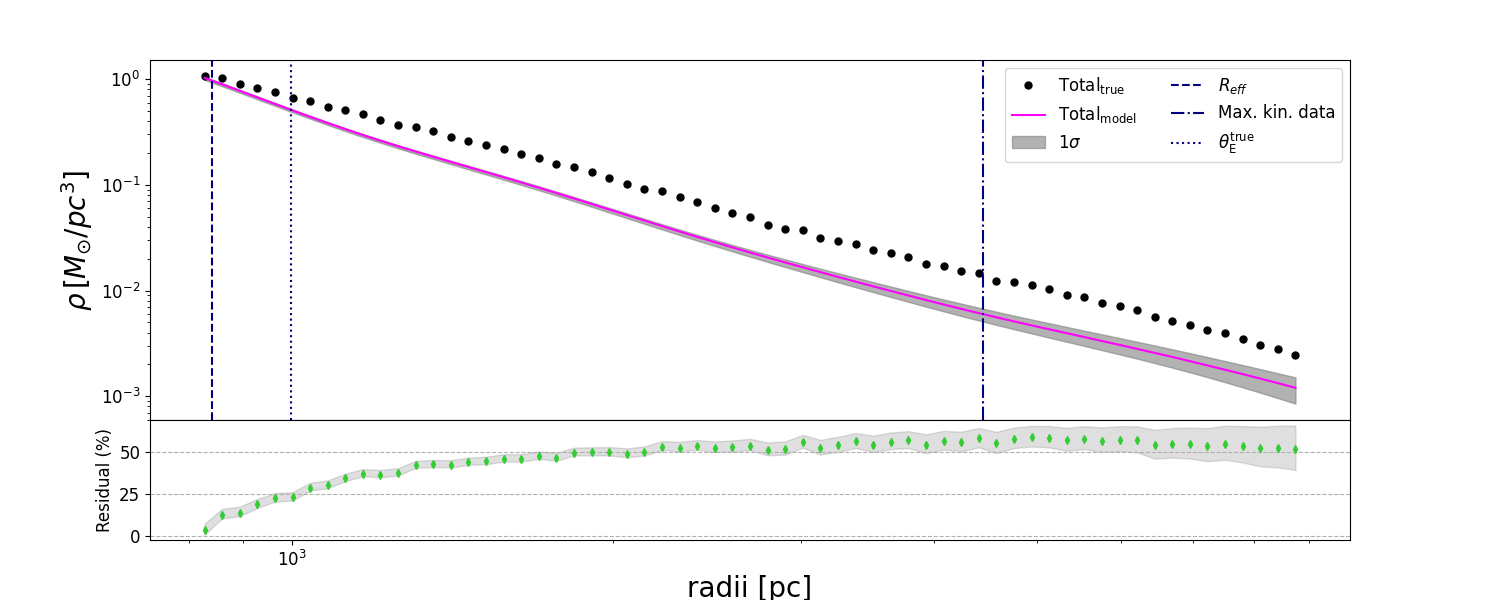 10⁰
10⁻¹
10⁻²
10⁻³
ρ [M⊙/pc³]
Total_true
Total_model
1σ
R_eff
Max. kin. data
θ_E^true
50
25
0
Residual (%)
10³
radii [pc]